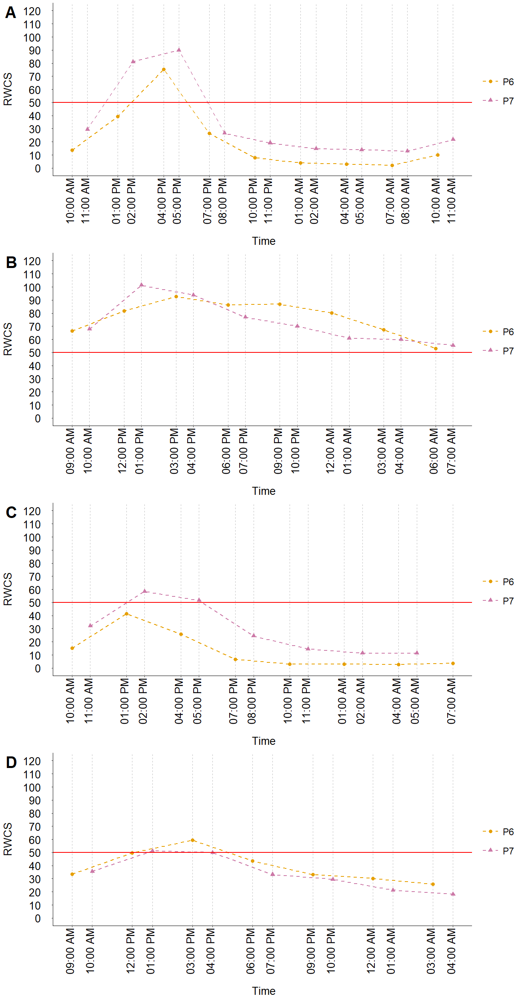 A
120
110
100
90
80
70
60
50
40
30
20
10
0
RWCS
P6
P7
10:00 AM
11:00 AM
01:00 PM
02:00 PM
04:00 PM
05:00 PM
07:00 PM
08:00 PM
10:00 PM
11:00 PM
01:00 AM
02:00 AM
04:00 AM
05:00 AM
07:00 AM
08:00 AM
10:00 AM
11:00 AM
Time
B
120
110
100
90
80
70
60
50
40
30
20
10
0
RWCS
P6
P7
09:00 AM
10:00 AM
12:00 PM
01:00 PM
03:00 PM
04:00 PM
06:00 PM
07:00 PM
09:00 PM
10:00 PM
12:00 AM
01:00 AM
03:00 AM
04:00 AM
06:00 AM
07:00 AM
Time
C
120
110
100
90
80
70
60
50
40
30
20
10
0
RWCS
P6
P7
10:00 AM
11:00 AM
01:00 PM
02:00 PM
04:00 PM
05:00 PM
07:00 PM
08:00 PM
10:00 PM
11:00 PM
01:00 AM
02:00 AM
04:00 AM
05:00 AM
07:00 AM
Time
D
120
110
100
90
80
70
60
50
40
30
20
10
0
RWCS
P6
P7
09:00 AM
10:00 AM
12:00 PM
01:00 PM
03:00 PM
04:00 PM
06:00 PM
07:00 PM
09:00 PM
10:00 PM
12:00 AM
01:00 AM
03:00 AM
04:00 AM
Time